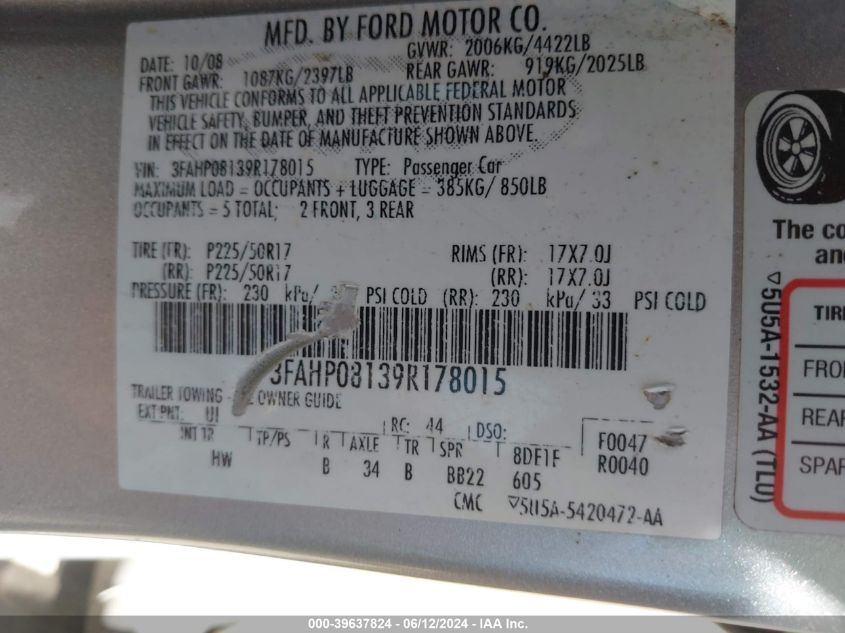 MFD. BY FORD MOTOR CO.
DATE: 10/08 GVWR: 2006KG/4422LB
FRONT GAWR: 1087KG/2397LB REAR GAWR: 919KG/2025LB
THIS VEHICLE CONFORMS TO ALL APPLICABLE FEDERAL MOTOR
VEHICLE SAFETY, BUMPER, AND THEFT PREVENTION STANDARDS
IN EFFECT ON THE DATE OF MANUFACTURE SHOWN ABOVE.
VIN: 3FAHP08139R178015 TYPE: Passenger Car
MAXIMUM LOAD = OCCUPANTS + LUGGAGE = 385KG/ 850LB
OCCUPANTS = 5 TOTAL; 2 FRONT, 3 REAR
TIRE (FR): P225/50R17 RIMS (FR): 17X7.0J
(RR): P225/50R17 (RR): 17X7.0J
PRESSURE (FR): 230 kPa/ PSI COLD (RR): 230 kPa/ 33 PSI COLD
3FAHP08139R178015
TRAILER TOWING - OWNER GUIDE
EXT PNT: UI RC: 44 DSO: F0047
INT TP/PS R AXLE TR SPR 8DE1F R0040
HW B 34 B BB22 605
CMC 5U5A-5420472-AA
The co
an
5U5A-1532-AA (TL0)
TIRE
FRO
REAR
SPAR
000-39637824 - 06/12/2024 - IAA Inc.